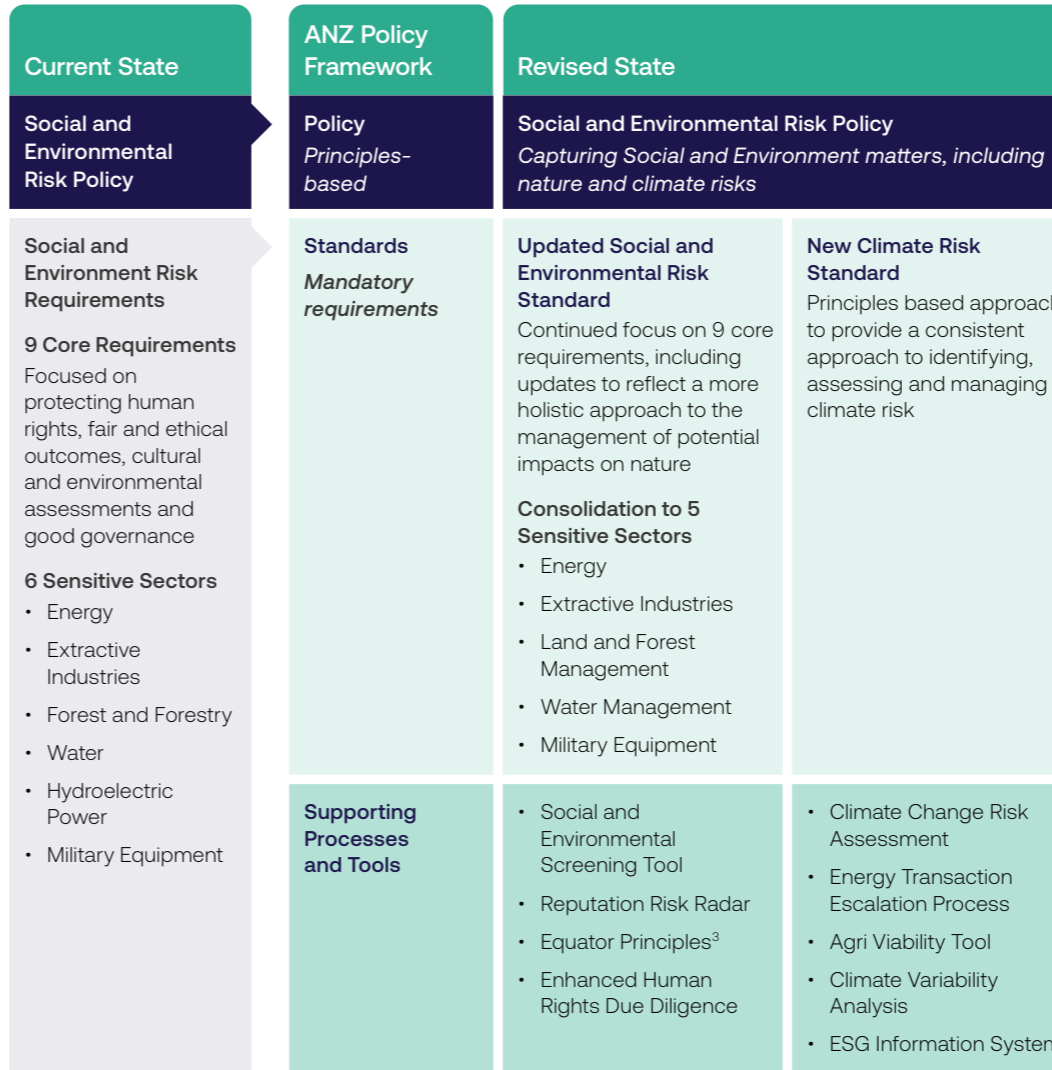 Current State
Social and
Environmental
Risk Policy
Social and
Environment Risk
Requirements
9 Core Requirements
Focused on
protecting human
rights, fair and ethical
outcomes, cultural
and environmental
assessments and
good governance
6 Sensitive Sectors
• Energy
• Extractive
Industries
• Forest and Forestry
• Water
• Hydroelectric
Power
• Military Equipment
ANZ Policy
Framework
Policy
Principles-
based
Standards
Mandatory
requirements
Supporting
Processes
and Tools
Revised State
Social and Environmental Risk Policy
Capturing Social and Environment matters, including
nature and climate risks
Updated Social and
Environmental Risk
Standard
Continued focus on 9 core
requirements, including
updates to reflect a more
holistic approach to the
management of potential
impacts on nature
Consolidation to 5
Sensitive Sectors
• Energy
• Extractive Industries
• Land and Forest
Management
• Water Management
• Military Equipment
New Climate Risk
Standard
Principles based approach
to provide a consistent
approach to identifying,
assessing and managing
climate risk
• Social and
Environmental
Screening Tool
• Reputation Risk Radar
• Equator Principles³
• Enhanced Human
Rights Due Diligence
• Climate Change Risk
Assessment
• Energy Transaction
Escalation Process
• Agri Viability Tool
• Climate Variability
Analysis
• ESG Information System